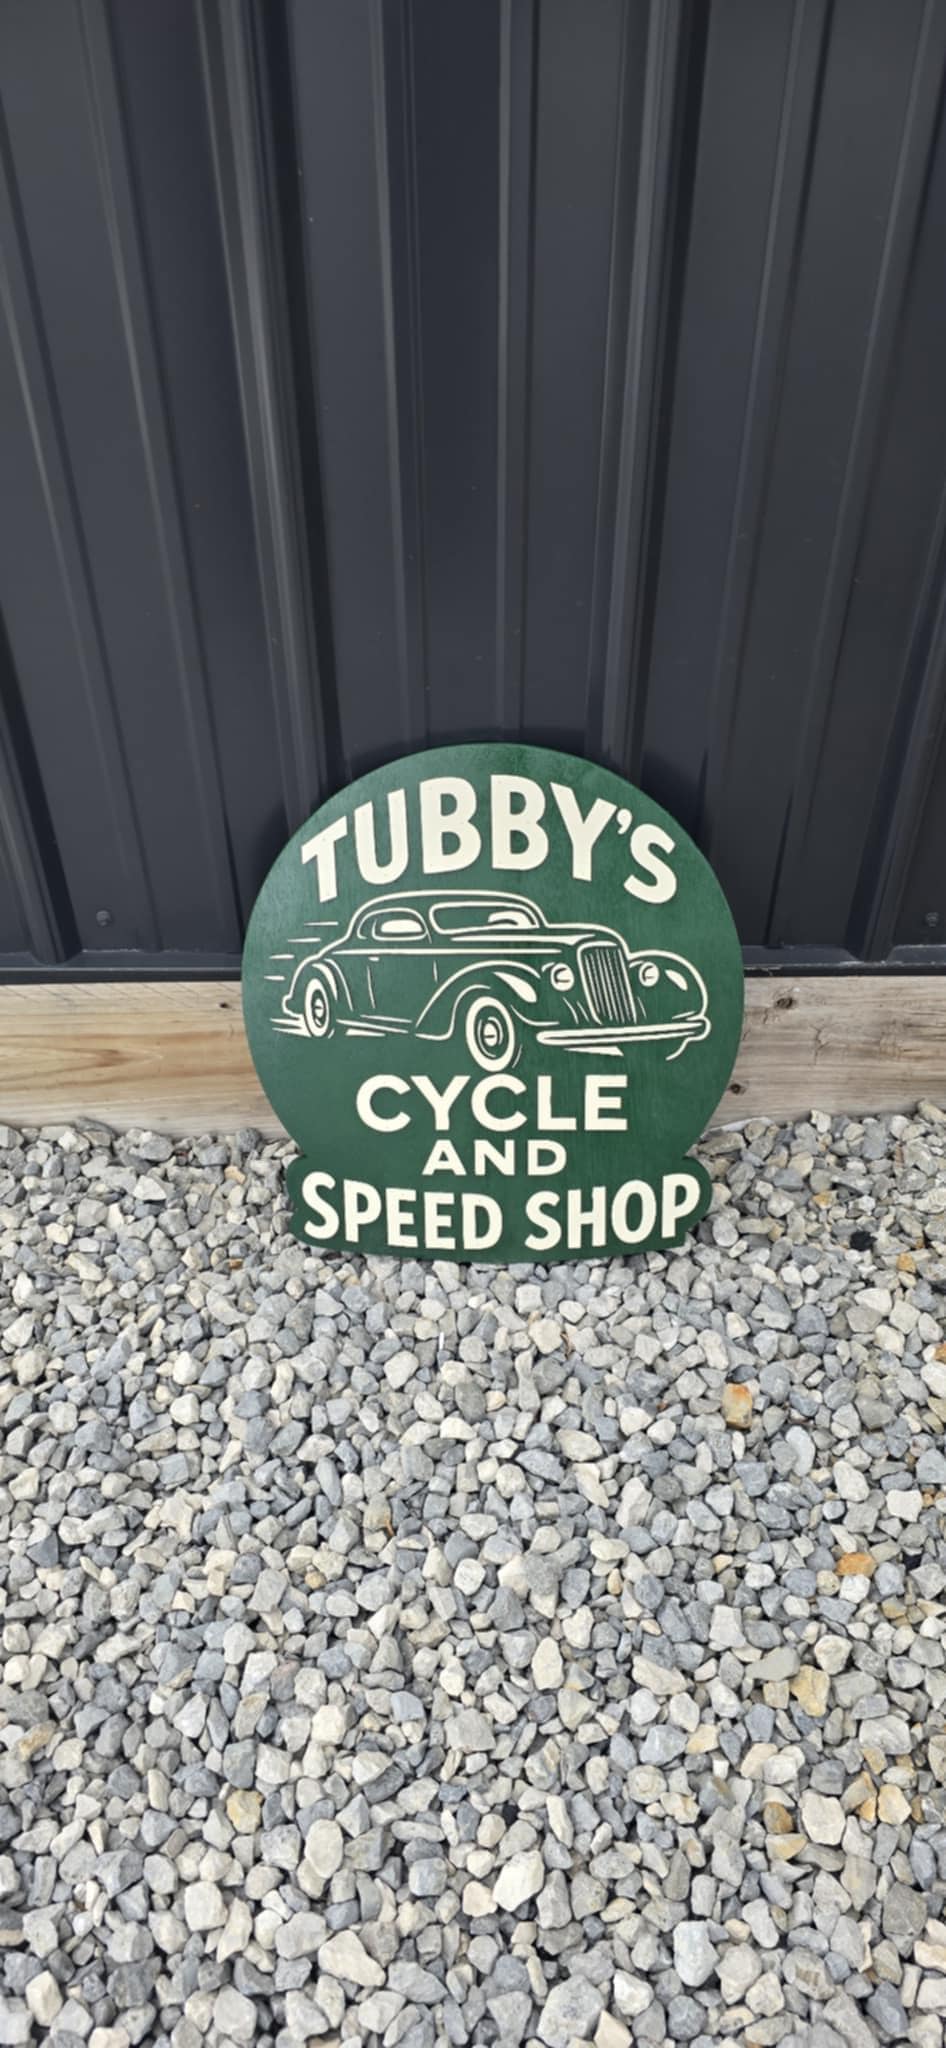 TUBBY'S
CYCLE
AND
SPEED SHOP